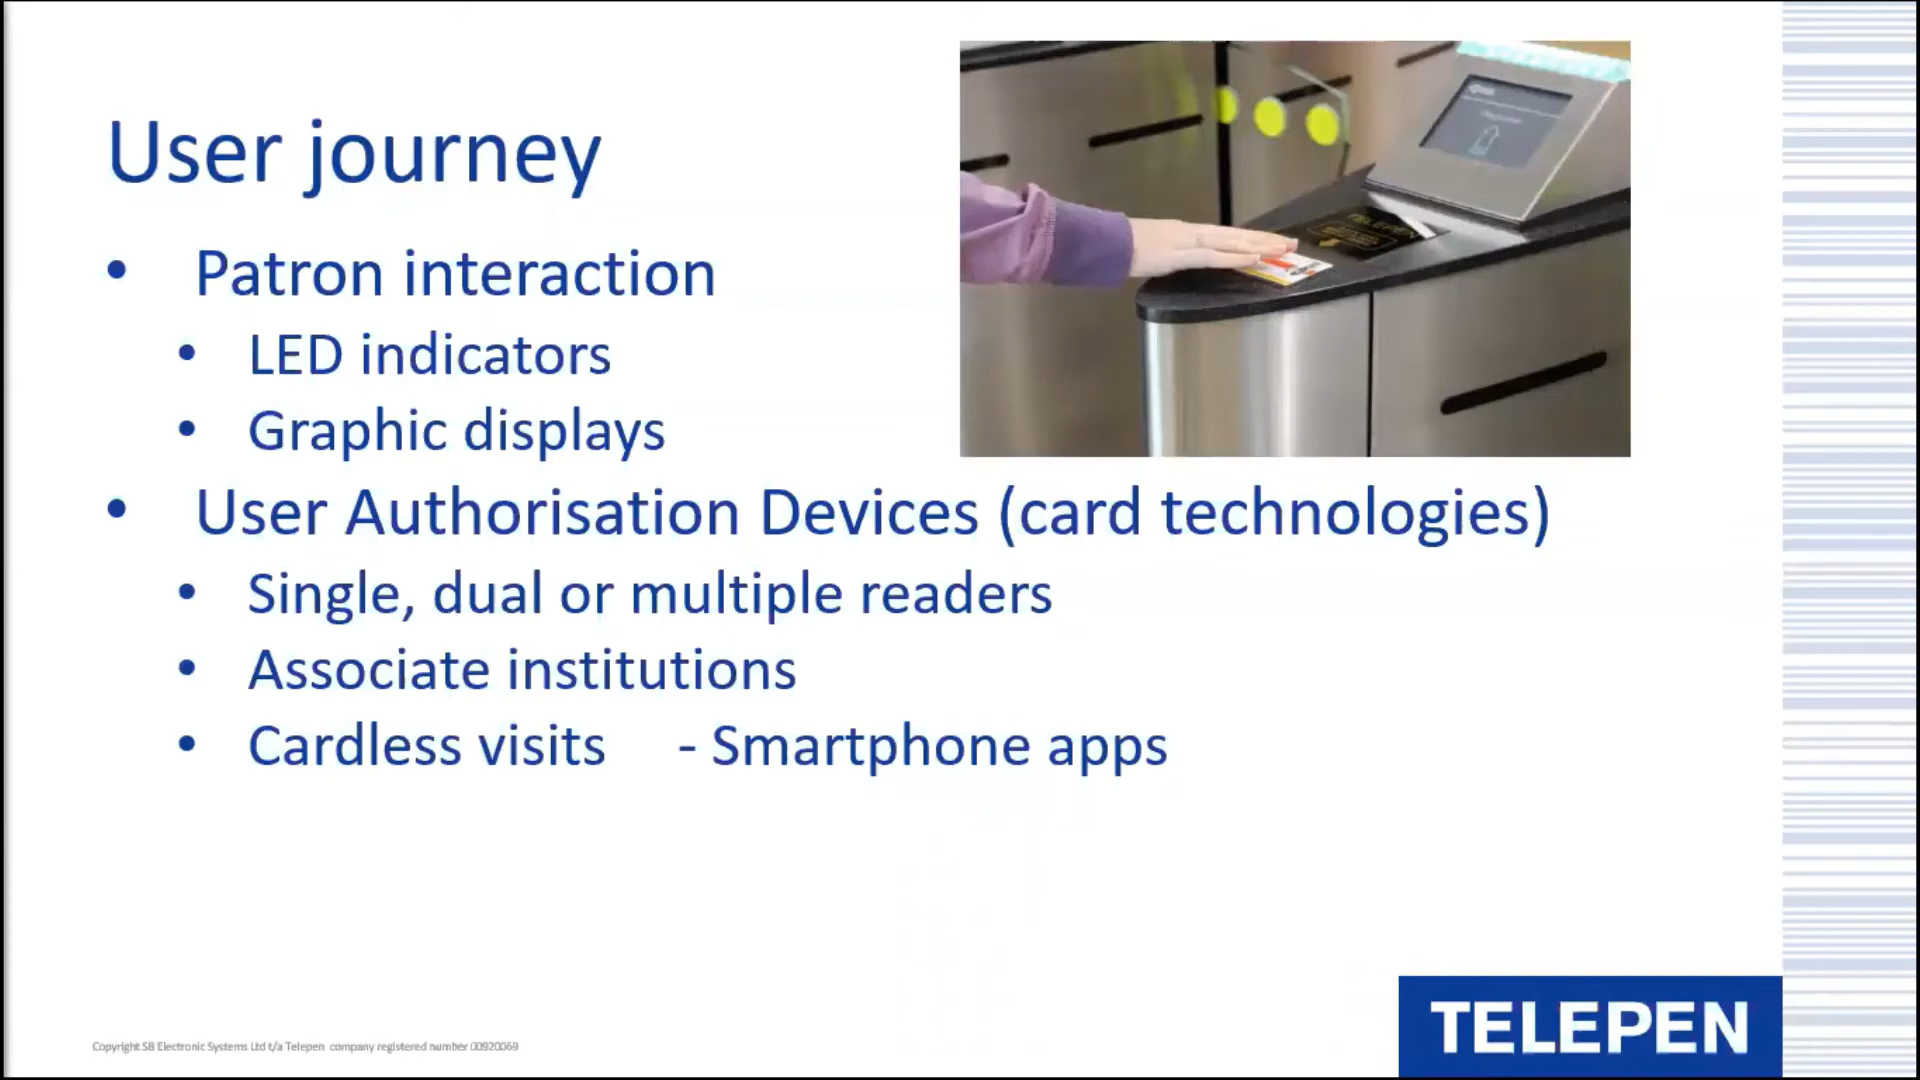 User journey
• Patron interaction
• LED indicators
• Graphic displays
• User Authorisation Devices (card technologies)
• Single, dual or multiple readers
• Associate institutions
• Cardless visits - Smartphone apps
TELEPEN
Copyright SB Electronic Systems Ltd t/a Telepen company registered number 00920069
TELEPEN